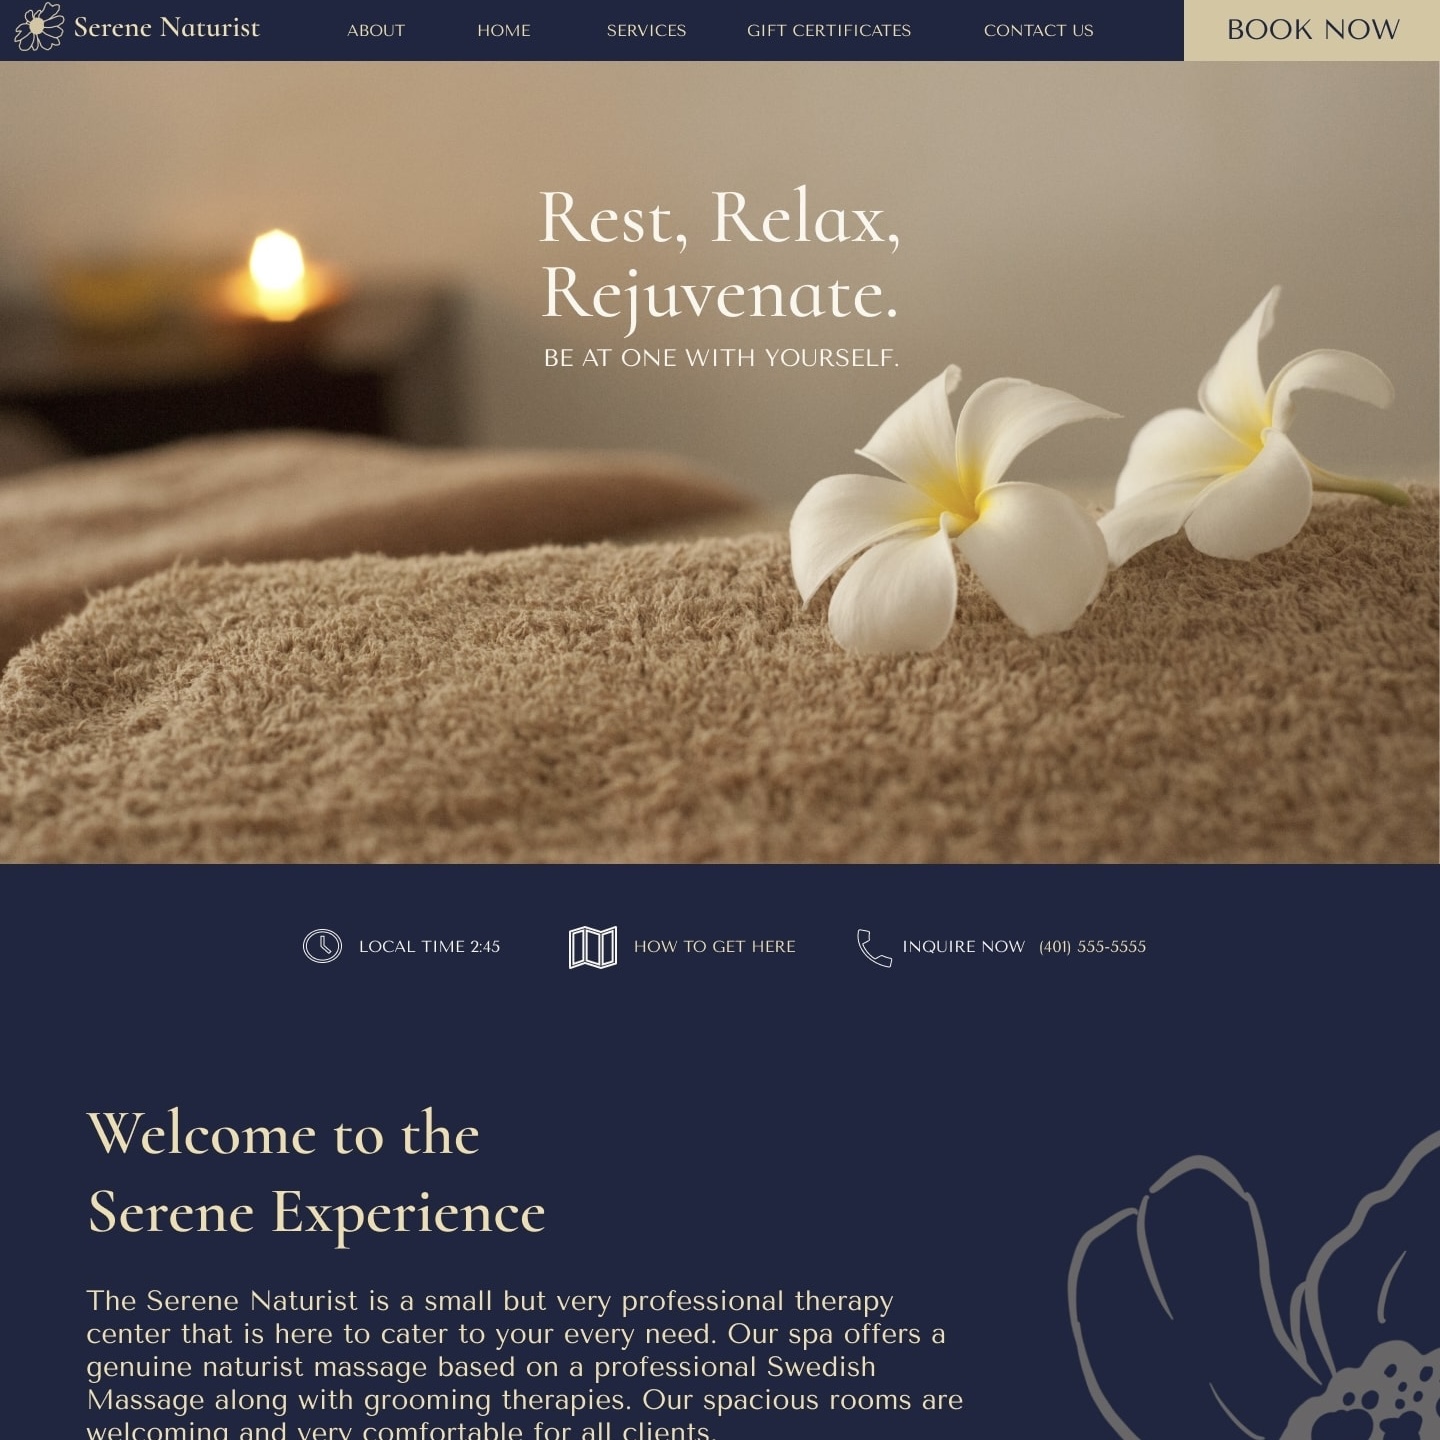 Serene Naturist
ABOUT
HOME
SERVICES
GIFT CERTIFICATES
CONTACT US
BOOK NOW
Rest, Relax,
Rejuvenate.
BE AT ONE WITH YOURSELF.
LOCAL TIME 2:45
HOW TO GET HERE
INQUIRE NOW (401) 555-5555
Welcome to the
Serene Experience
The Serene Naturist is a small but very professional therapy
center that is here to cater to your every need. Our spa offers a
genuine naturist massage based on a professional Swedish
Massage along with grooming therapies. Our spacious rooms are
welcoming and very comfortable for all clients.